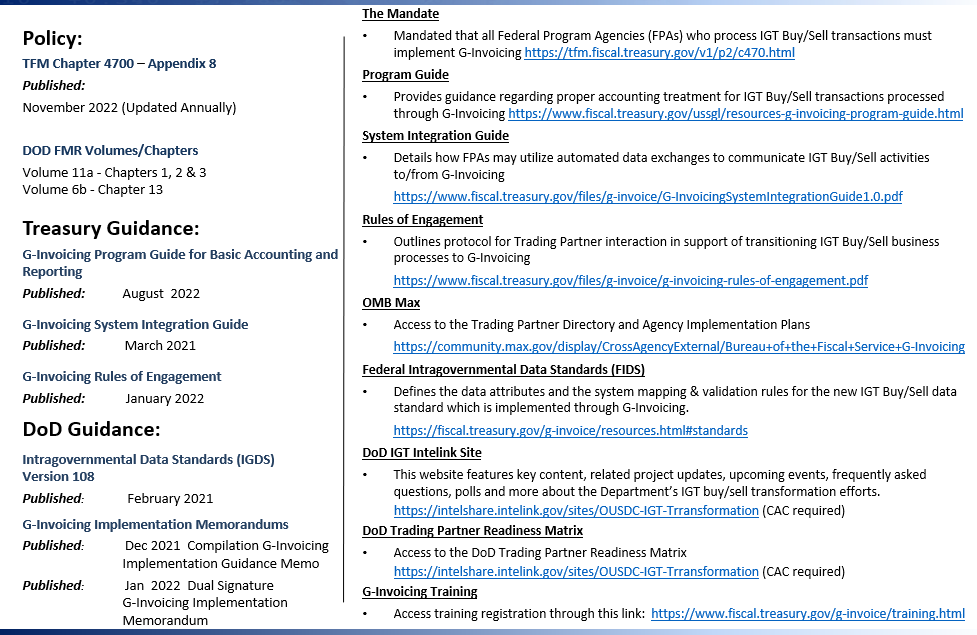 Policy:
TFM Chapter 4700 – Appendix 8
Published:
November 2022 (Updated Annually)
DOD FMR Volumes/Chapters
Volume 11a - Chapters 1, 2 & 3
Volume 6b - Chapter 13
Treasury Guidance:
G-Invoicing Program Guide for Basic Accounting and
Reporting
Published: August 2022
G-Invoicing System Integration Guide
Published: March 2021
G-Invoicing Rules of Engagement
Published: January 2022
DoD Guidance:
Intragovernmental Data Standards (IGDS)
Version 108
Published: February 2021
G-Invoicing Implementation Memorandums
Published: Dec 2021 Compilation G-Invoicing
Implementation Guidance Memo
Published: Jan 2022 Dual Signature
G-Invoicing Implementation
Memorandum
The Mandate
• Mandated that all Federal Program Agencies (FPAs) who process IGT Buy/Sell transactions must
implement G-Invoicing https://tfm.fiscal.treasury.gov/v1/p2/c470.html
Program Guide
• Provides guidance regarding proper accounting treatment for IGT Buy/Sell transactions processed
through G-Invoicing https://www.fiscal.treasury.gov/ussgl/resources-g-invoicing-program-guide.html
System Integration Guide
• Details how FPAs may utilize automated data exchanges to communicate IGT Buy/Sell activities
to/from G-Invoicing
https://www.fiscal.treasury.gov/files/g-invoice/G-InvoicingSystemIntegrationGuide1.0.pdf
Rules of Engagement
• Outlines protocol for Trading Partner interaction in support of transitioning IGT Buy/Sell business
processes to G-Invoicing
https://www.fiscal.treasury.gov/files/g-invoice/g-invoicing-rules-of-engagement.pdf
OMB Max
• Access to the Trading Partner Directory and Agency Implementation Plans
https://community.max.gov/display/CrossAgencyExternal/Bureau+of+the+Fiscal+Service+G-Invoicing
Federal Intragovernmental Data Standards (FIDS)
• Defines the data attributes and the system mapping & validation rules for the new IGT Buy/Sell data
standard which is implemented through G-Invoicing.
https://fiscal.treasury.gov/g-invoice/resources.html#standards
DoD IGT Intelink Site
• This website features key content, related project updates, upcoming events, frequently asked
questions, polls and more about the Department's IGT buy/sell transformation efforts.
https://intelshare.intelink.gov/sites/OUSDC-IGT-Trransformation (CAC required)
DoD Trading Partner Readiness Matrix
• Access to the DoD Trading Partner Readiness Matrix
https://intelshare.intelink.gov/sites/OUSDC-IGT-Trransformation (CAC required)
G-Invoicing Training
• Access training registration through this link: https://www.fiscal.treasury.gov/g-invoice/training.html